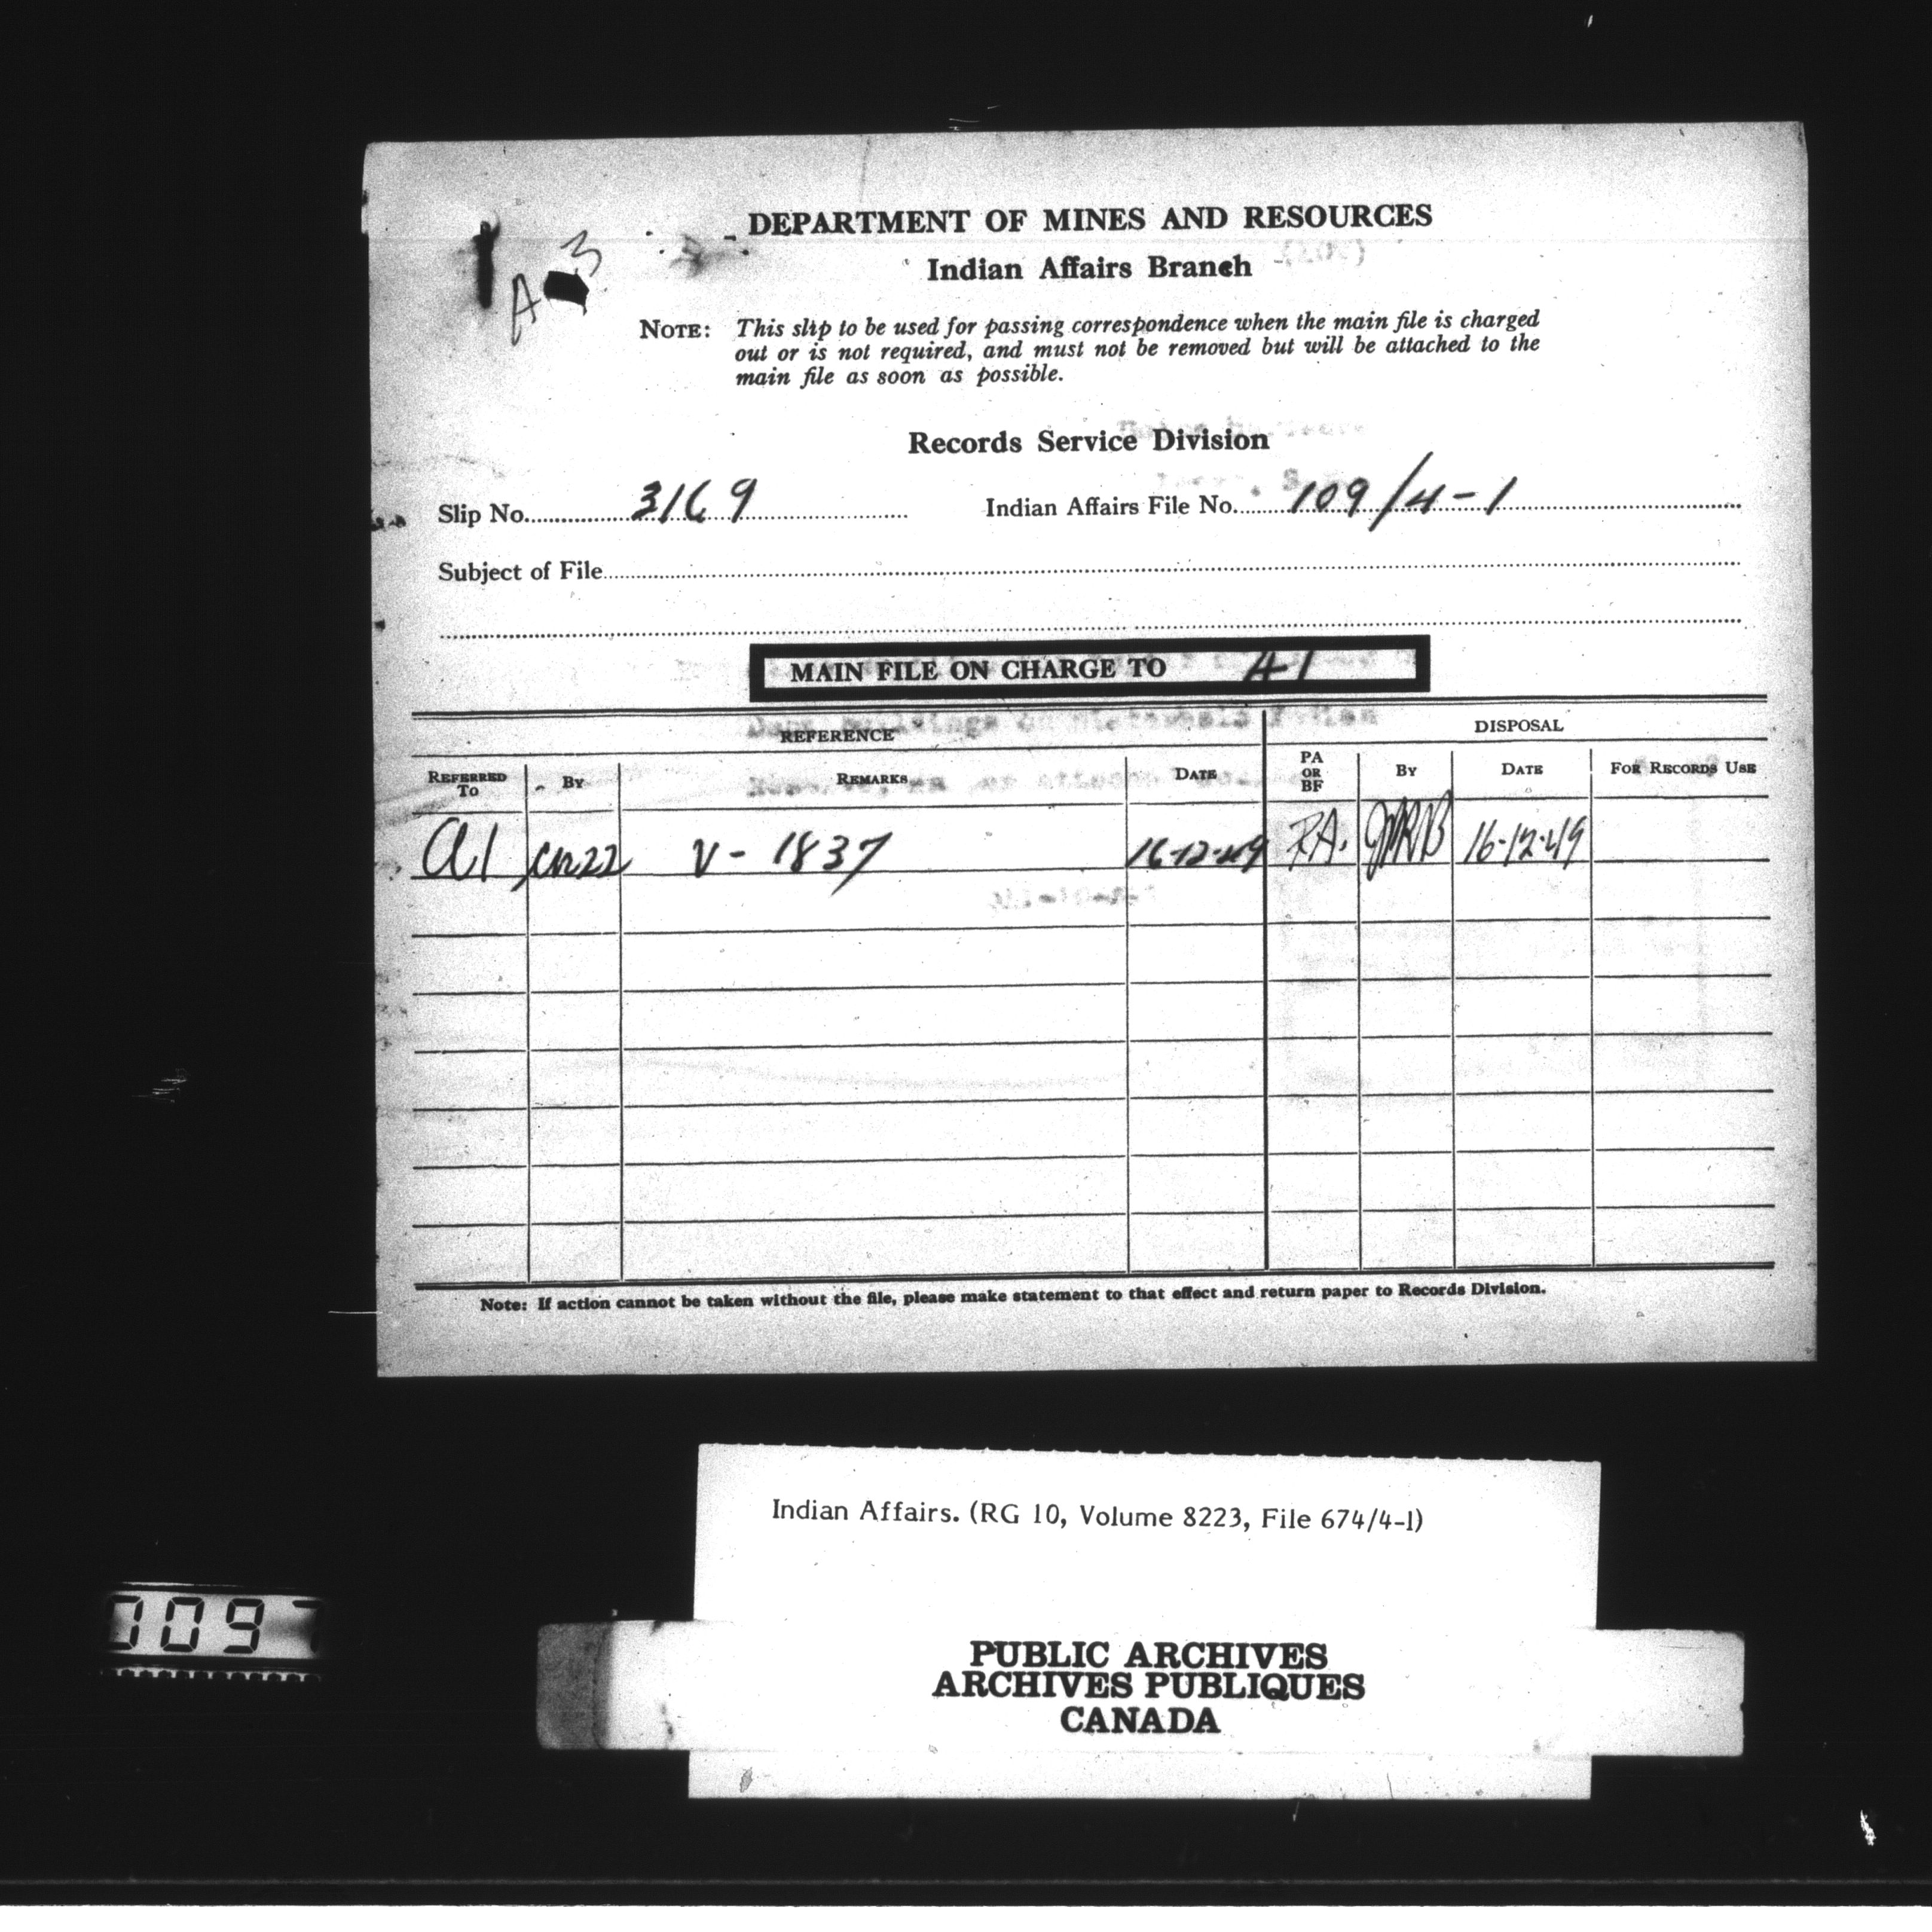 DEPARTMENT OF MINES AND RESOURCES
Indian Affairs Branch
A 3
NOTE: This slip to be used for passing correspondence when the main file is charged
out or is not required, and must not be removed but will be attached to the
main file as soon as possible.
Records Service Division
Slip No. 3169 Indian Affairs File No. 109/4-1
Subject of File
MAIN FILE ON CHARGE TO A1
REFERENCE DISPOSAL
REFERRED TO BY REMARKS DATE PA OR BF BY DATE FOR RECORDS USE
A1 V-1837 16-12-49 P.A. 16-12-49
Note: If action cannot be taken without the file, please make statement to that effect and return paper to Records Division.
Indian Affairs. (RG 10, Volume 8223, File 674/4-1)
PUBLIC ARCHIVES
ARCHIVES PUBLIQUES
CANADA
009